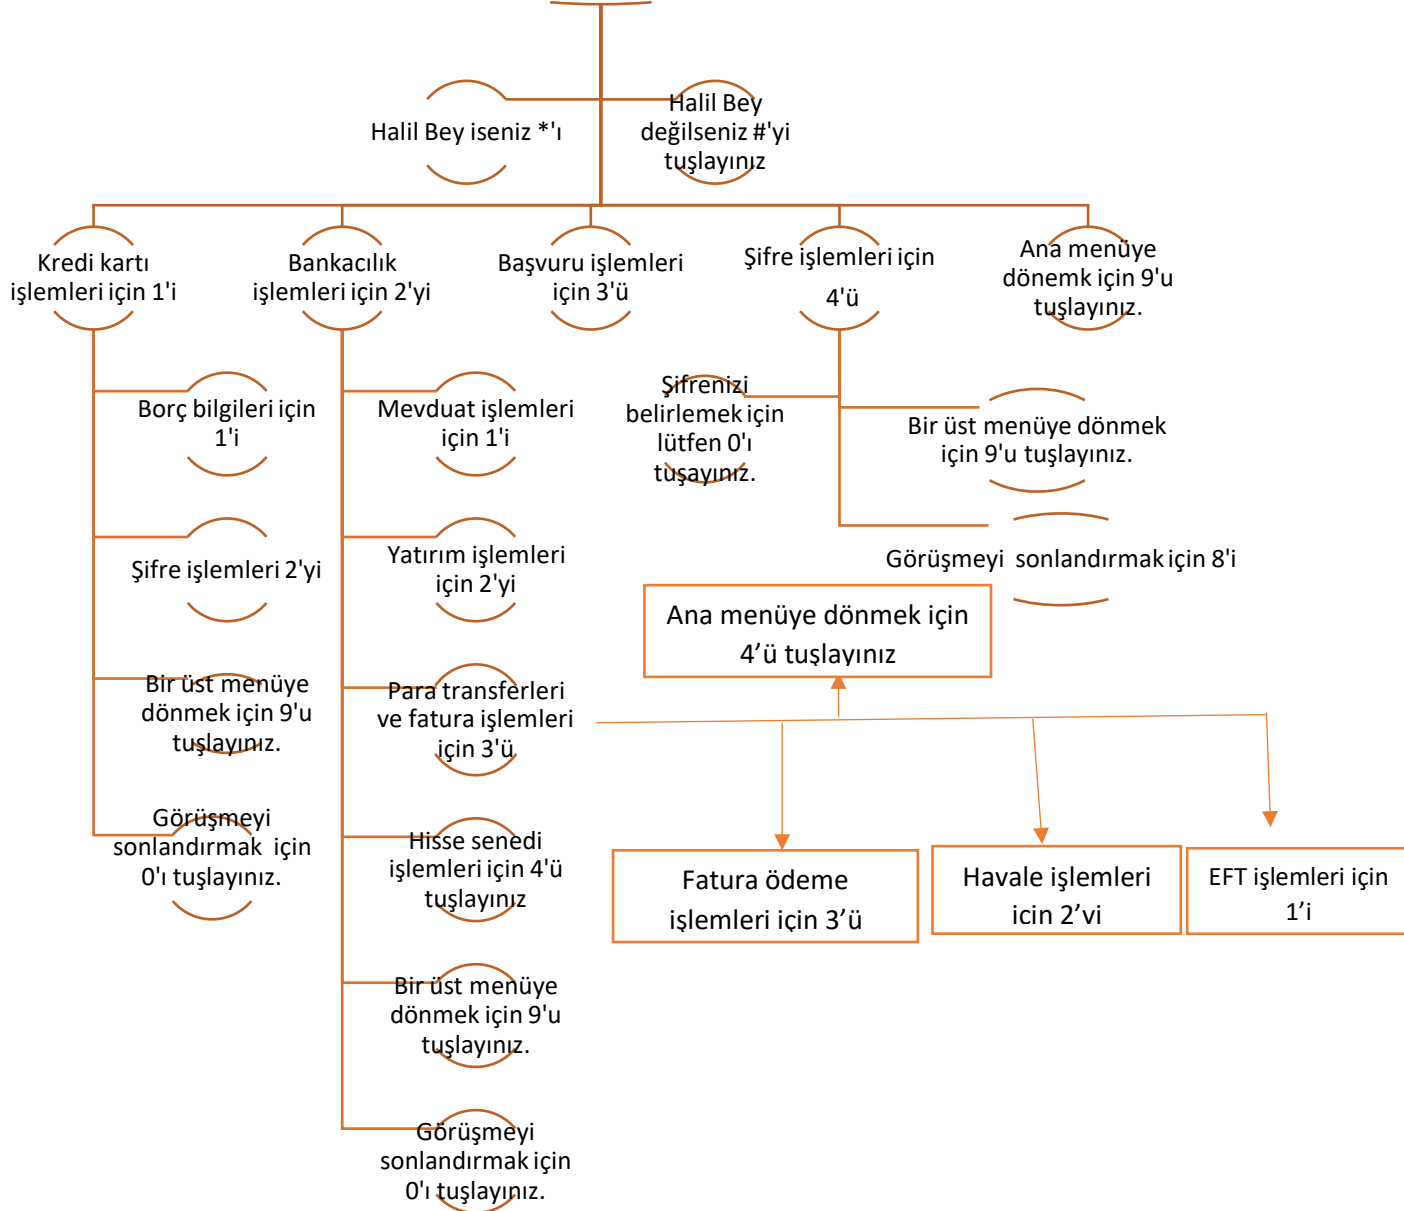 Halil Bey iseniz *'ı
Halil Bey
değilseniz #'yi
tuşlayınız
Kredi kartı
işlemleri için 1'i
Bankacılık
işlemleri için 2'yi
Başvuru işlemleri
için 3'ü
Şifre işlemleri için
4'ü
Ana menüye
dönemk için 9'u
tuşlayınız.
Borç bilgileri için
1'i
Şifre işlemleri 2'yi
Bir üst menüye
dönmek için 9'u
tuşlayınız.
Görüşmeyi
sonlandırmak için
0'ı tuşlayınız.
Mevduat işlemleri
için 1'i
Yatırım işlemleri
için 2'yi
Para transferleri
ve fatura işlemleri
için 3'ü
Hisse senedi
işlemleri için 4'ü
tuşlayınız
Bir üst menüye
dönmek için 9'u
tuşlayınız.
Görüşmeyi
sonlandırmak için
0'ı tuşlayınız.
Şifrenizi
belirlemek için
lütfen 0'ı
tuşayınız.
Bir üst menüye dönmek
için 9'u tuşlayınız.
Görüşmeyi sonlandırmak için 8'i
Ana menüye dönmek için
4’ü tuşlayınız
Fatura ödeme
işlemleri için 3’ü
Havale işlemleri
için 2’yi
EFT işlemleri için
1’i